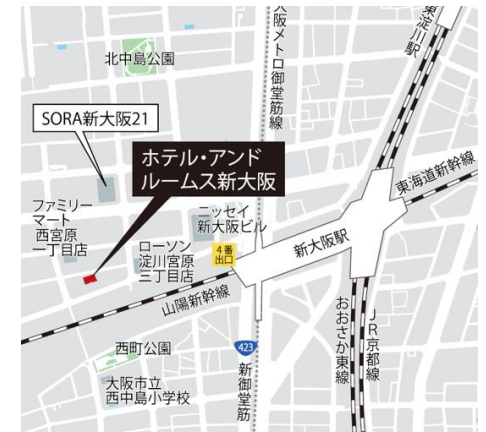 北中島公園
大阪メトロ御堂筋線
東淀川駅
SORA新大阪21
ホテル・アンド
ルームス新大阪
東海道新幹線
ファミリー
マート
西宮原
一丁目店
ニッセイ
新大阪ビル
ローソン
淀川宮原
三丁目店
4番
出口
新大阪駅
山陽新幹線
おおさか東線
JR京都線
西町公園
423
新御堂筋
大阪市立
西中島小学校